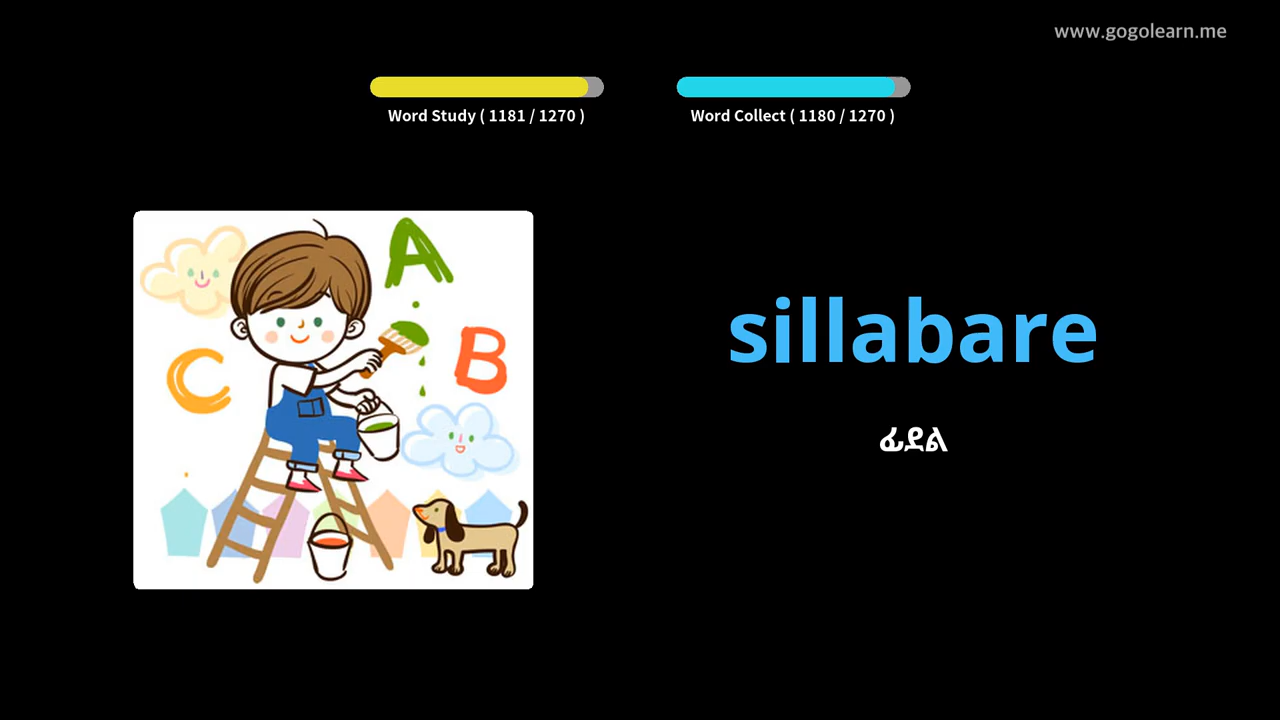 www.gogolearn.me
Word Study ( 1181 / 1270 )
Word Collect ( 1180 / 1270 )
A
B
C
sillabare
ፊደል